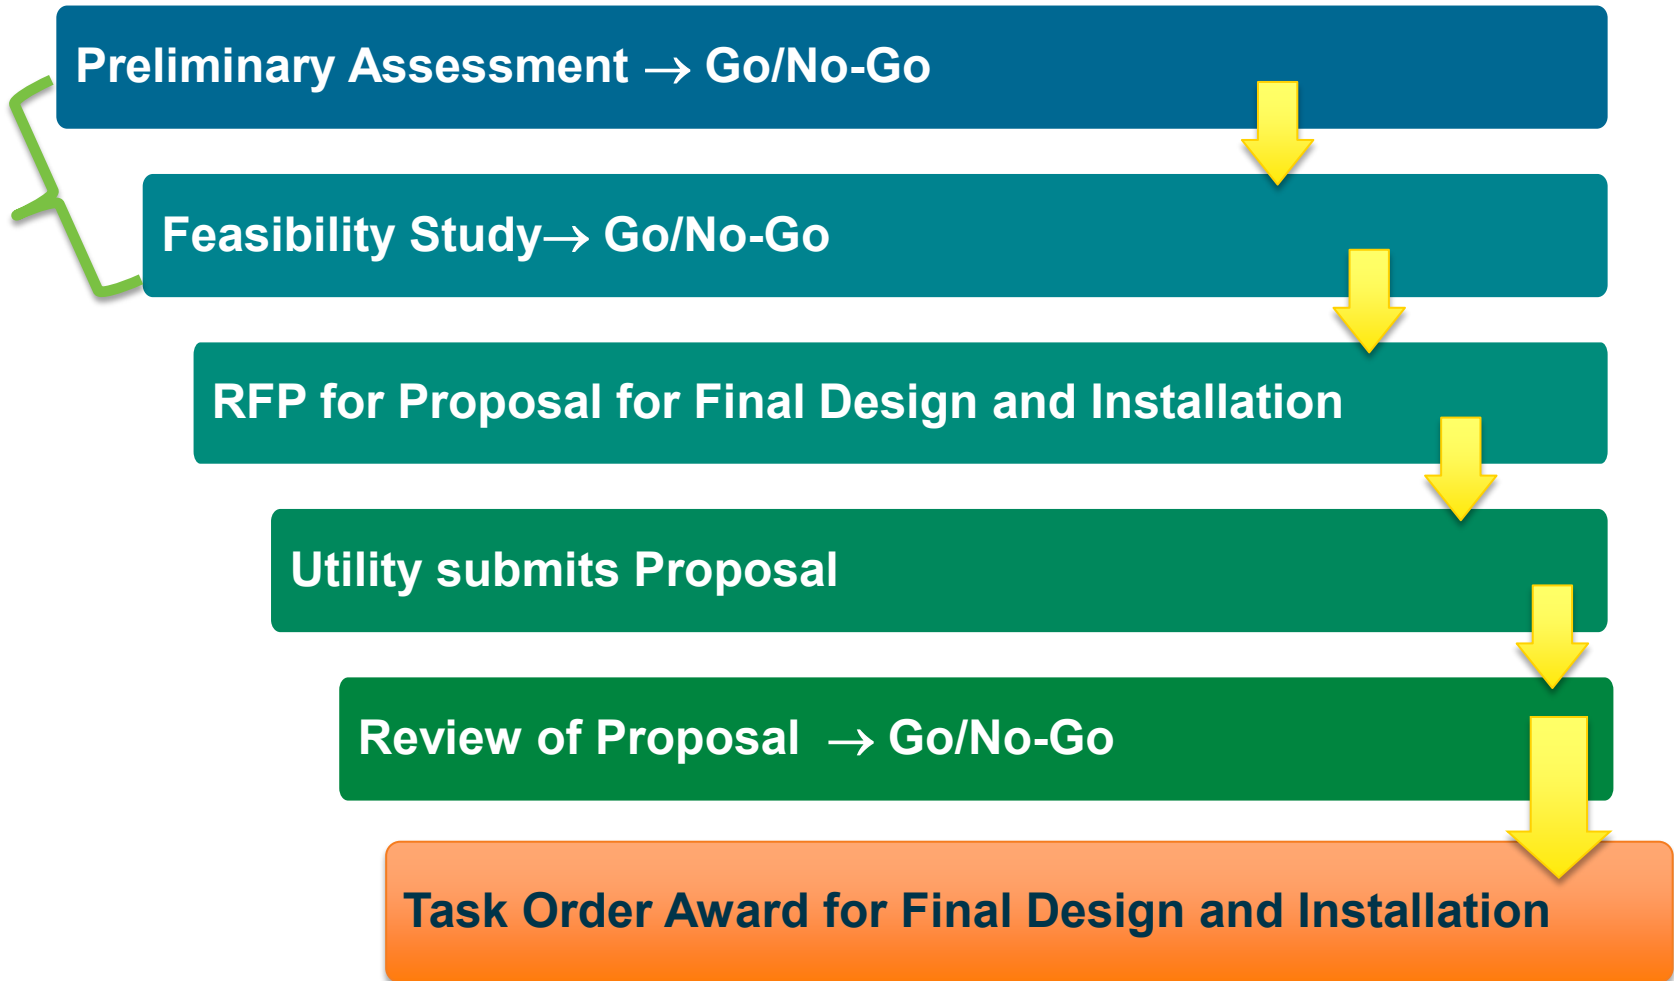 Preliminary Assessment → Go/No-Go
Feasibility Study→ Go/No-Go
RFP for Proposal for Final Design and Installation
Utility submits Proposal
Review of Proposal → Go/No-Go
Task Order Award for Final Design and Installation